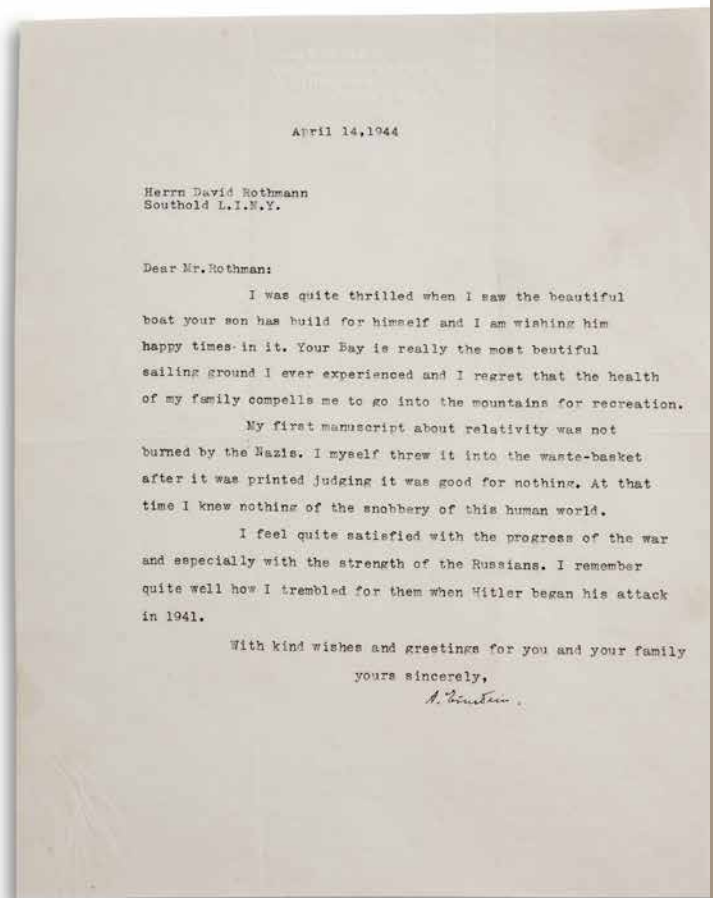 April 14,1944
Herrn David Rothmann
Southold L.I.N.Y.
Dear Mr.Rothman:
I was quite thrilled when I saw the beautiful
boat your son has build for himself and I am wishing him
happy times in it. Your Bay is really the most beutiful
sailing ground I ever experienced and I regret that the health
of my family compells me to go into the mountains for recreation.
My first manuscript about relativity was not
burned by the Nazis. I myself threw it into the waste-basket
after it was printed judging it was good for nothing. At that
time I knew nothing of the snobbery of this human world.
I feel quite satisfied with the progress of the war
and especially with the strength of the Russians. I remember
quite well how I trembled for them when Hitler began his attack
in 1941.
With kind wishes and greetings for you and your family
yours sincerely,
A. Einstein.